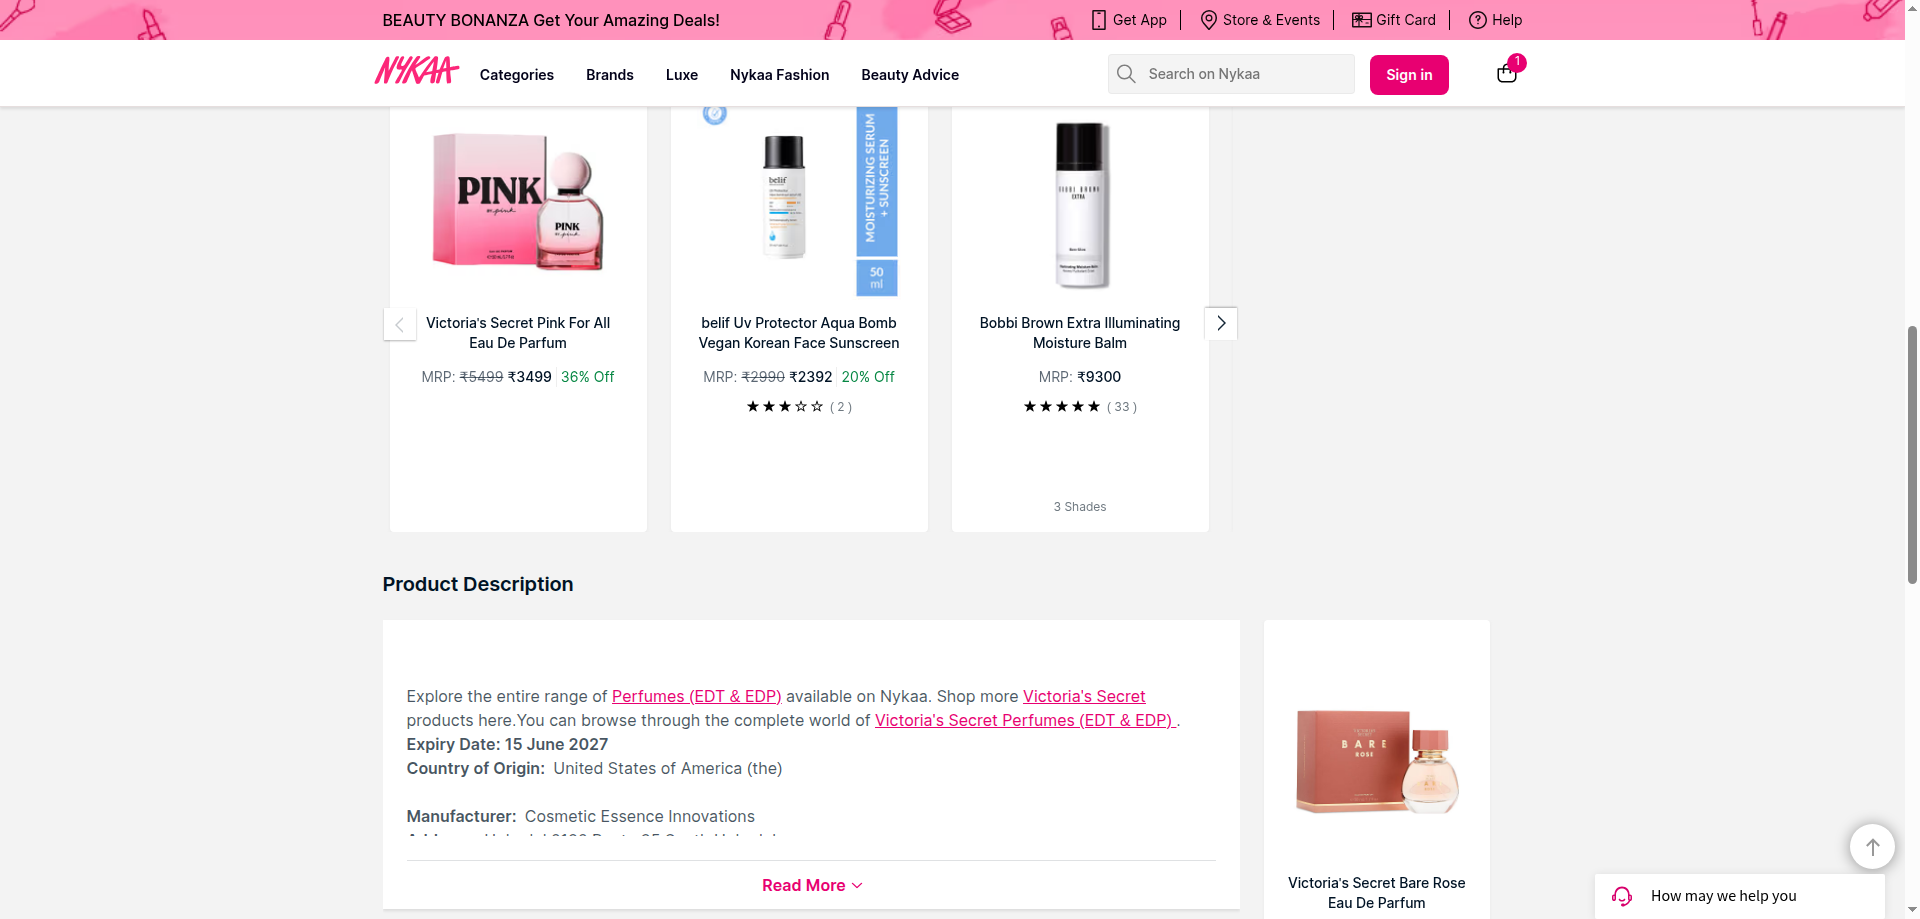 BEAUTY BONANZA Get Your Amazing Deals!
Get App
Store & Events
Gift Card
Help
NYKAA
Categories
Brands
Luxe
Nykaa Fashion
Beauty Advice
Search on Nykaa
Sign in
1
PINK
PINK
belif
MOISTURIZING SERUM
+ SUNSCREEN
50
ml
BOBBI BROWN
EXTRA
Victoria's Secret Pink For All
Eau De Parfum
MRP: ₹5499 ₹3499 36% Off
belif Uv Protector Aqua Bomb
Vegan Korean Face Sunscreen
MRP: ₹2990 ₹2392 20% Off
( 2 )
Bobbi Brown Extra Illuminating
Moisture Balm
MRP: ₹9300
( 33 )
3 Shades
Product Description
Explore the entire range of Perfumes (EDT & EDP) available on Nykaa. Shop more Victoria's Secret
products here.You can browse through the complete world of Victoria's Secret Perfumes (EDT & EDP) .
Expiry Date: 15 June 2027
Country of Origin: United States of America (the)
Manufacturer: Cosmetic Essence Innovations
Read More
BARE
ROSE
Victoria's Secret Bare Rose
Eau De Parfum
How may we help you